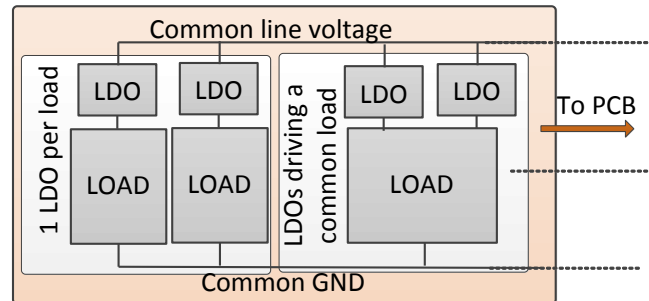 Common line voltage
1 LDO per load
LDO
LDO
LOAD
LOAD
LDOs driving a
common load
LDO
LDO
LOAD
To PCB
Common GND